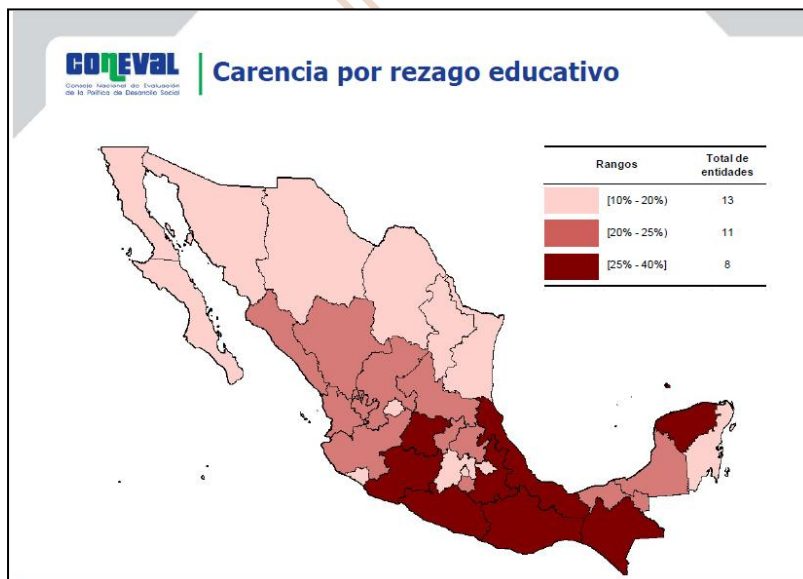 CONEVAL
Consejo Nacional de Evaluación
de la Política de Desarrollo Social
Carencia por rezago educativo
Rangos Total de
entidades
[10% - 20%) 13
[20% - 25%) 11
[25% - 40%] 8